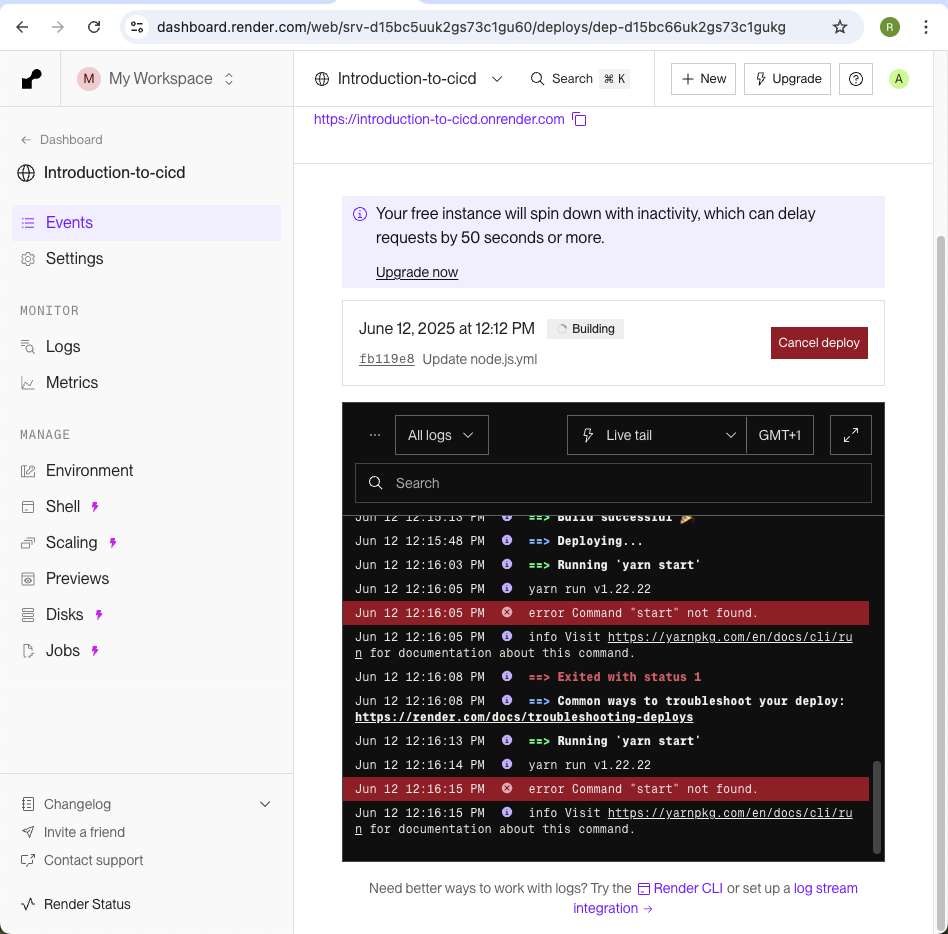 dashboard.render.com/web/srv-d15bc5uuk2gs73c1gu60/deploys/dep-d15bc66uk2gs73c1gukg
R
M My Workspace
Introduction-to-cicd
Search ⌘ K
+ New
Upgrade
A
← Dashboard
Introduction-to-cicd
Events
Settings
MONITOR
Logs
Metrics
MANAGE
Environment
Shell
Scaling
Previews
Disks
Jobs
Changelog
Invite a friend
Contact support
Render Status
https://introduction-to-cicd.onrender.com
Your free instance will spin down with inactivity, which can delay
requests by 50 seconds or more.
Upgrade now
June 12, 2025 at 12:12 PM Building
fb119e8 Update node.js.yml
Cancel deploy
... All logs
Live tail
GMT+1
Search
Jun 12 12:15:13 PM ==> Build successful 🎉
Jun 12 12:15:48 PM ==> Deploying...
Jun 12 12:16:03 PM ==> Running 'yarn start'
Jun 12 12:16:05 PM yarn run v1.22.22
Jun 12 12:16:05 PM error Command "start" not found.
Jun 12 12:16:05 PM info Visit https://yarnpkg.com/en/docs/cli/ru
n for documentation about this command.
Jun 12 12:16:08 PM ==> Exited with status 1
Jun 12 12:16:08 PM ==> Common ways to troubleshoot your deploy:
https://render.com/docs/troubleshooting-deploys
Jun 12 12:16:13 PM ==> Running 'yarn start'
Jun 12 12:16:14 PM yarn run v1.22.22
Jun 12 12:16:15 PM error Command "start" not found.
Jun 12 12:16:15 PM info Visit https://yarnpkg.com/en/docs/cli/ru
n for documentation about this command.
Need better ways to work with logs? Try the Render CLI or set up a log stream
integration →